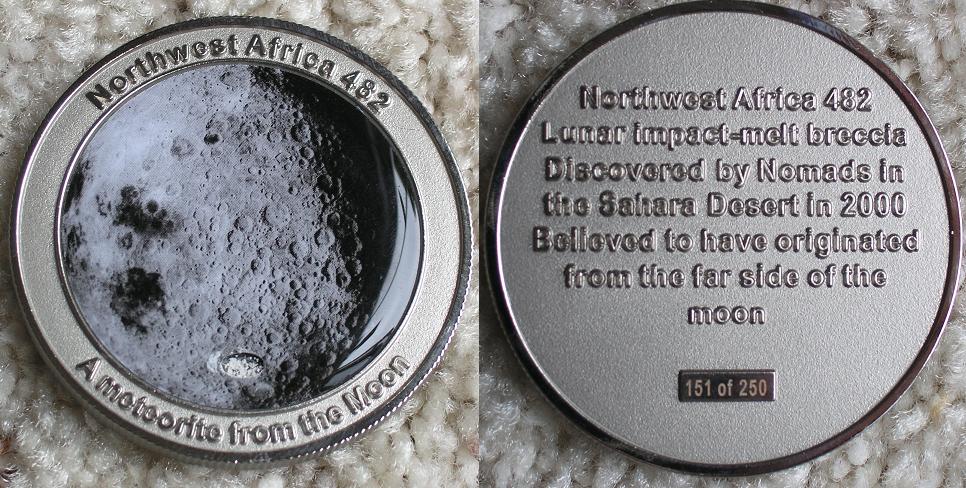 Northwest Africa 482
A meteorite from the Moon
Northwest Africa 482
Lunar impact-melt breccia
Discovered by Nomads in
the Sahara Desert in 2000
Believed to have originated
from the far side of the
moon
151 of 250